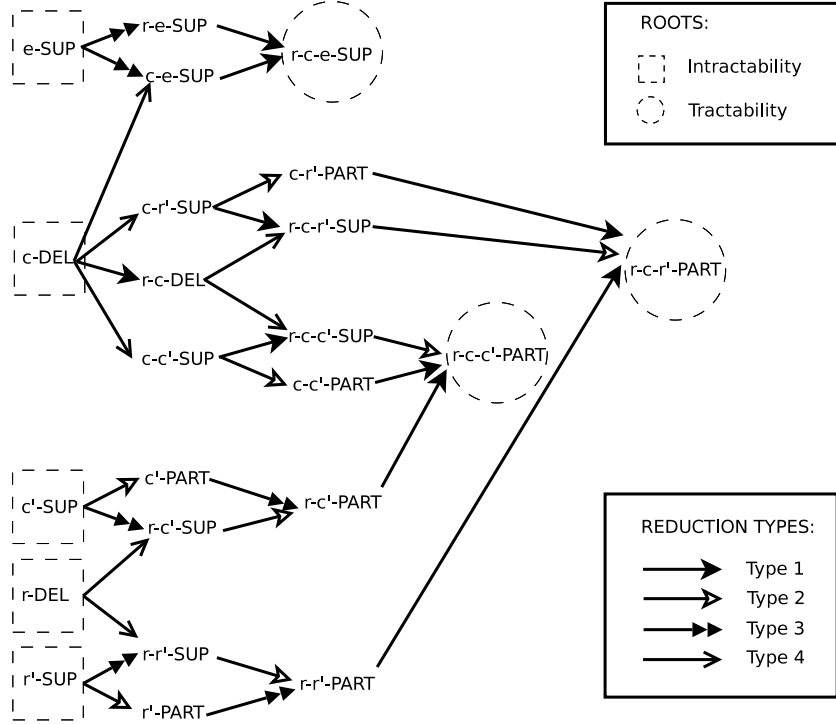 e-SUP
r-e-SUP
c-e-SUP
r-c-e-SUP
ROOTS:
Intractability
Tractability
c-DEL
c-r'-SUP
r-c-DEL
c-c'-SUP
c-r'-PART
r-c-r'-SUP
r-c-c'-SUP
c-c'-PART
r-c-c'-PART
r-c-r'-PART
c'-SUP
r-DEL
r'-SUP
c'-PART
r-c'-SUP
r-r'-SUP
r'-PART
r-c'-PART
r-r'-PART
REDUCTION TYPES:
Type 1
Type 2
Type 3
Type 4